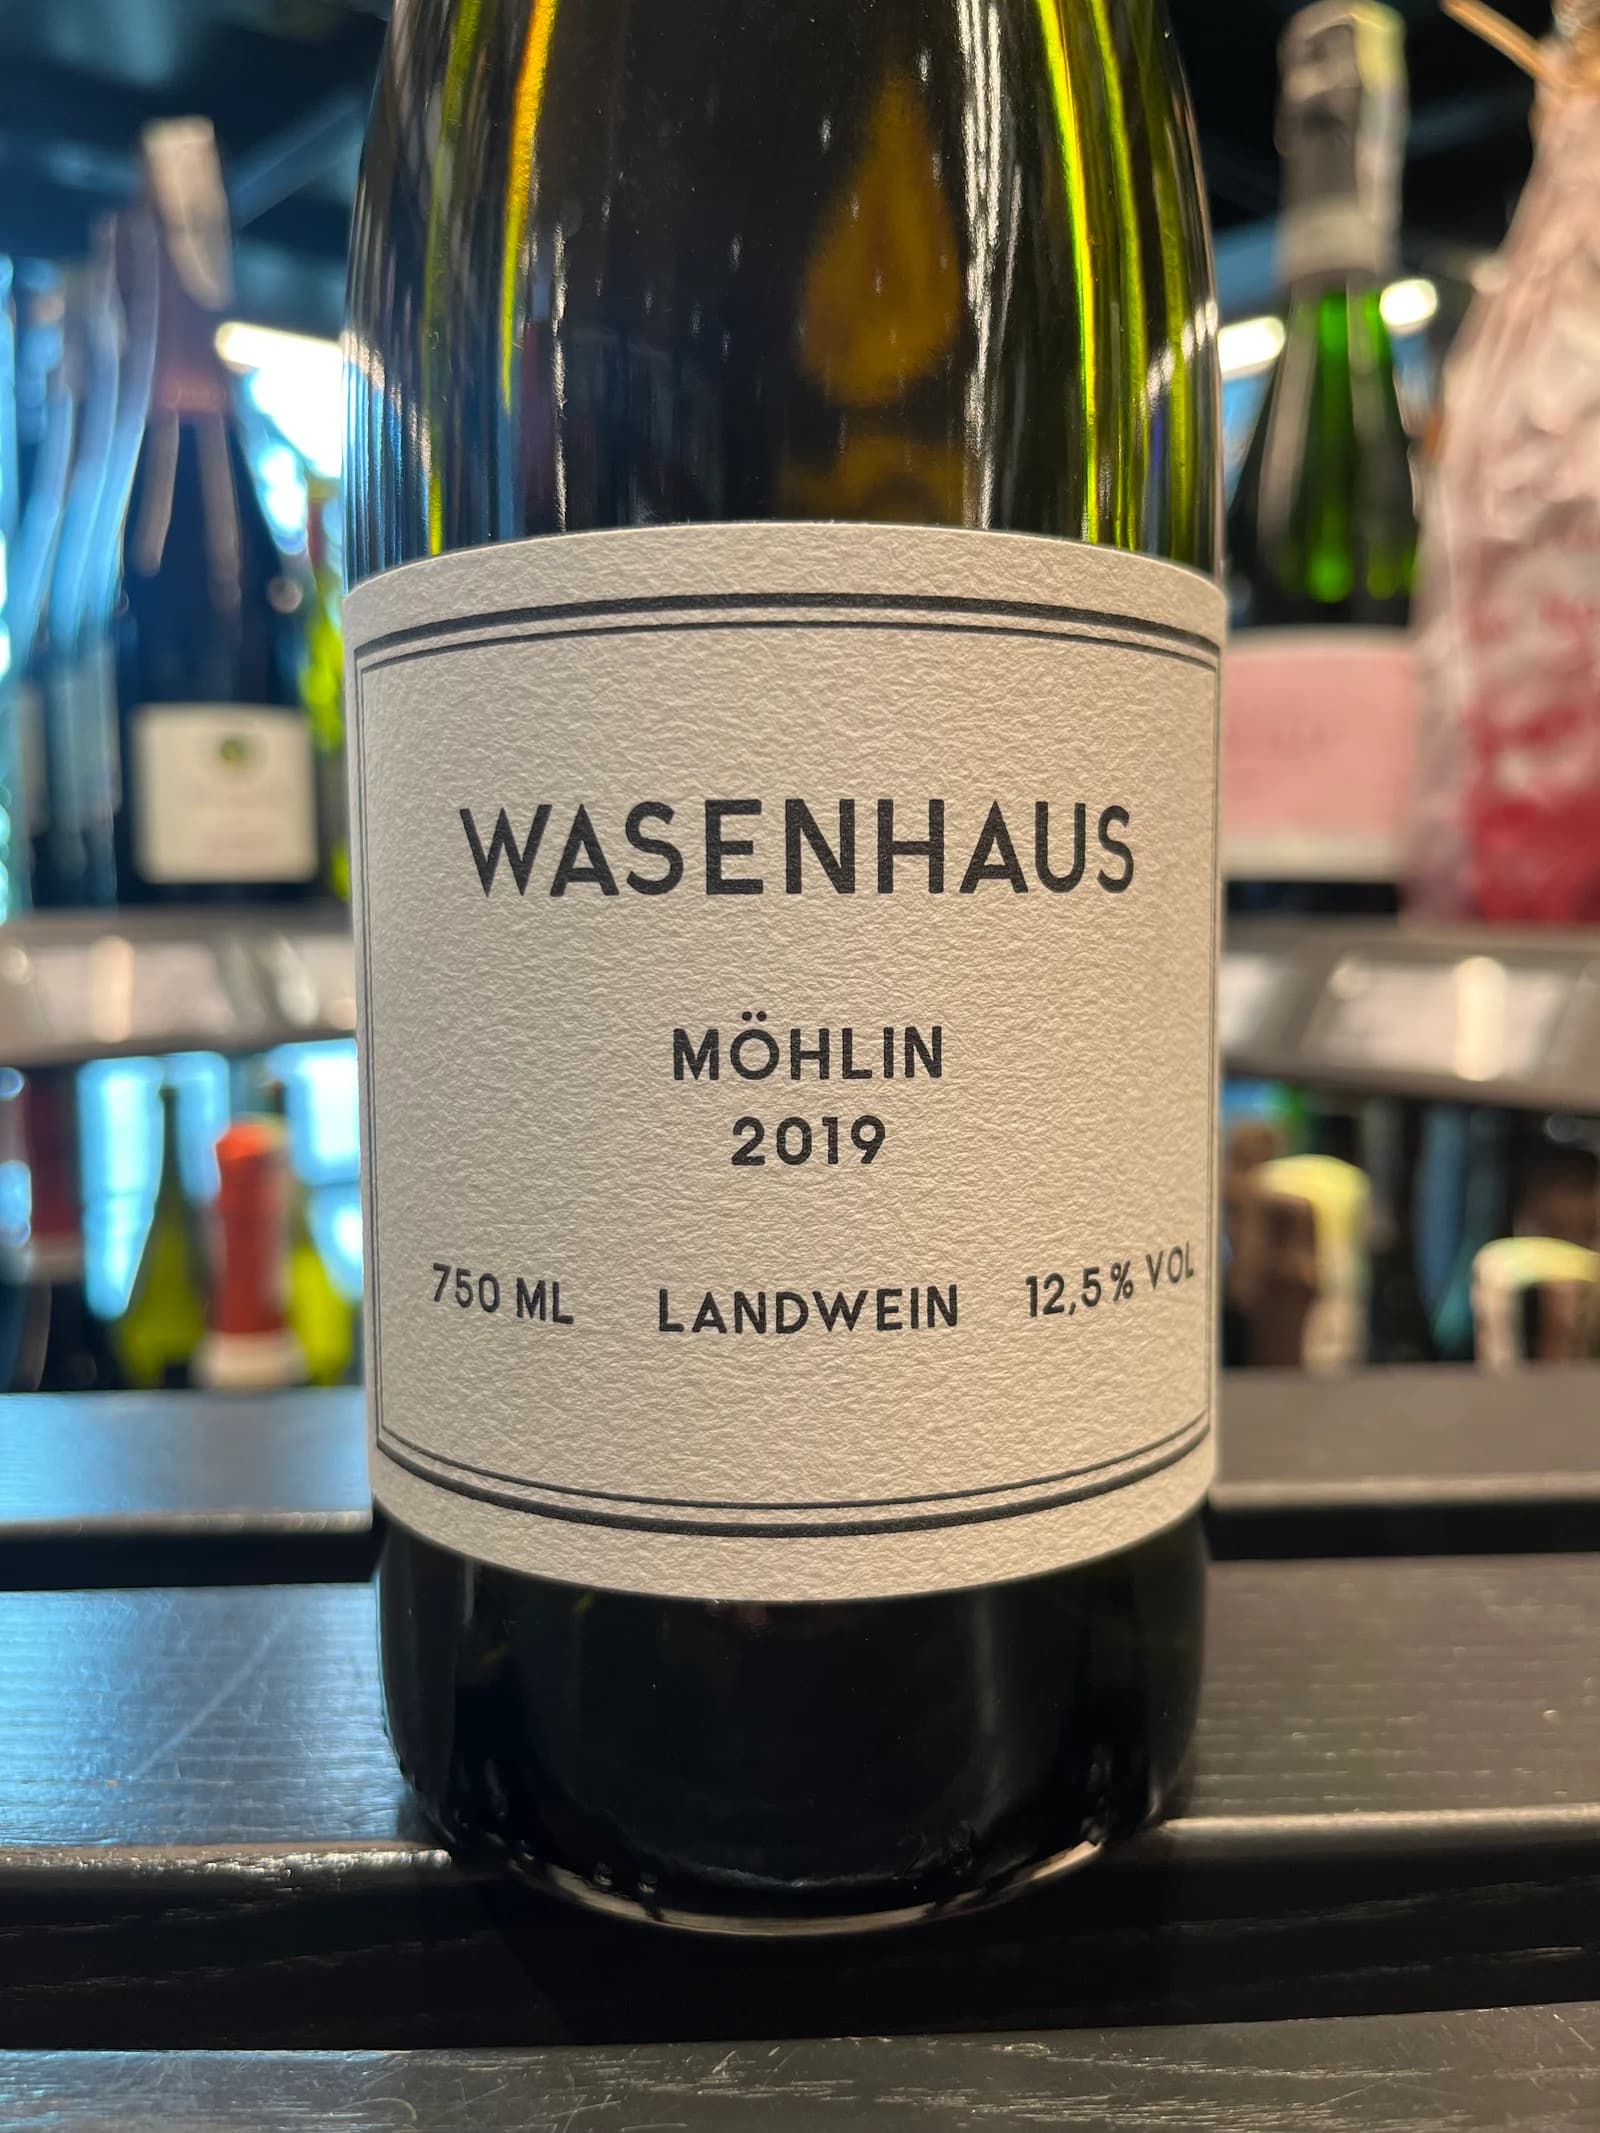 WASENHAUS
MÖHLIN
2019
750 ML LANDWEIN 12,5% VOL